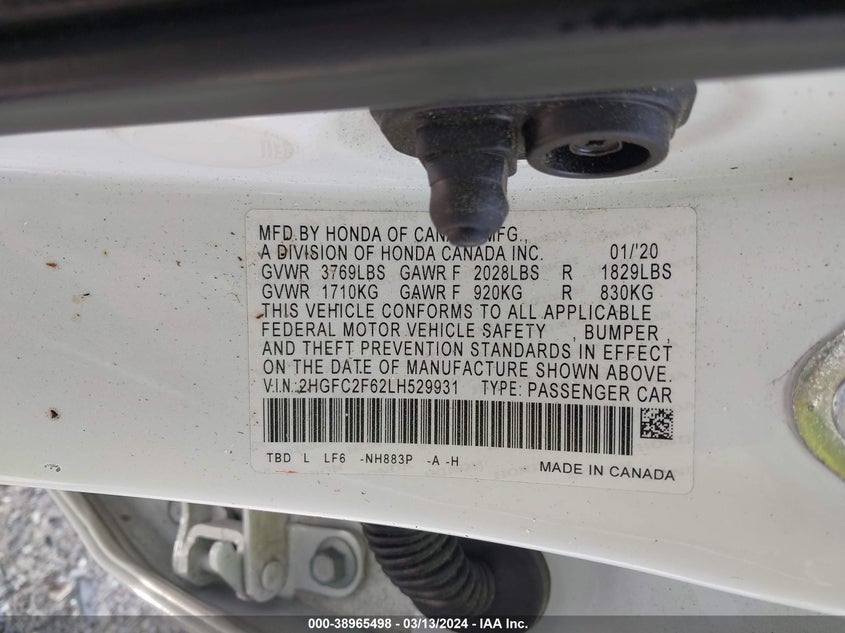 MFD.BY HONDA OF CAN MFG.,
A DIVISION OF HONDA CANADA INC. 01/'20
GVWR 3769LBS GAWR F 2028LBS R 1829LBS
GVWR 1710KG GAWR F 920KG R 830KG
THIS VEHICLE CONFORMS TO ALL APPLICABLE
FEDERAL MOTOR VEHICLE SAFETY , BUMPER ,
AND THEFT PREVENTION STANDARDS IN EFFECT
ON THE DATE OF MANUFACTURE SHOWN ABOVE.
V.I.N.:2HGFC2F62LH529931 TYPE: PASSENGER CAR
TBD L LF6 -NH883P -A -H
MADE IN CANADA
000-38965498 - 03/13/2024 - IAA Inc.